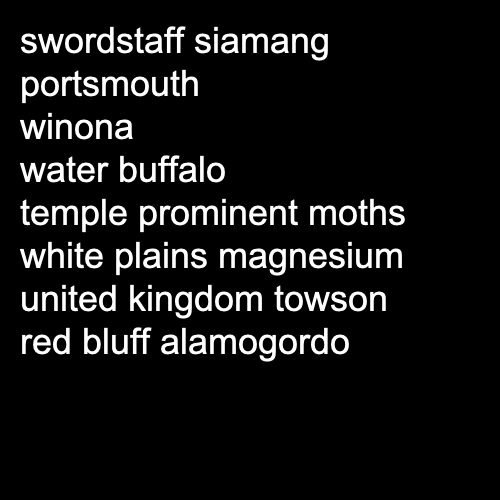 swordstaff siamang
portsmouth
winona
water buffalo
temple prominent moths
white plains magnesium
united kingdom towson
red bluff alamogordo